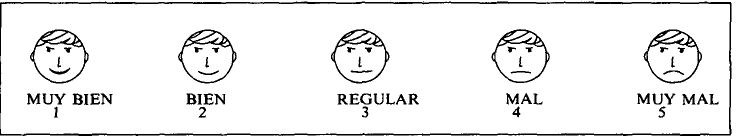 MUY BIEN BIEN REGULAR MAL MUY MAL
1 2 3 4 5